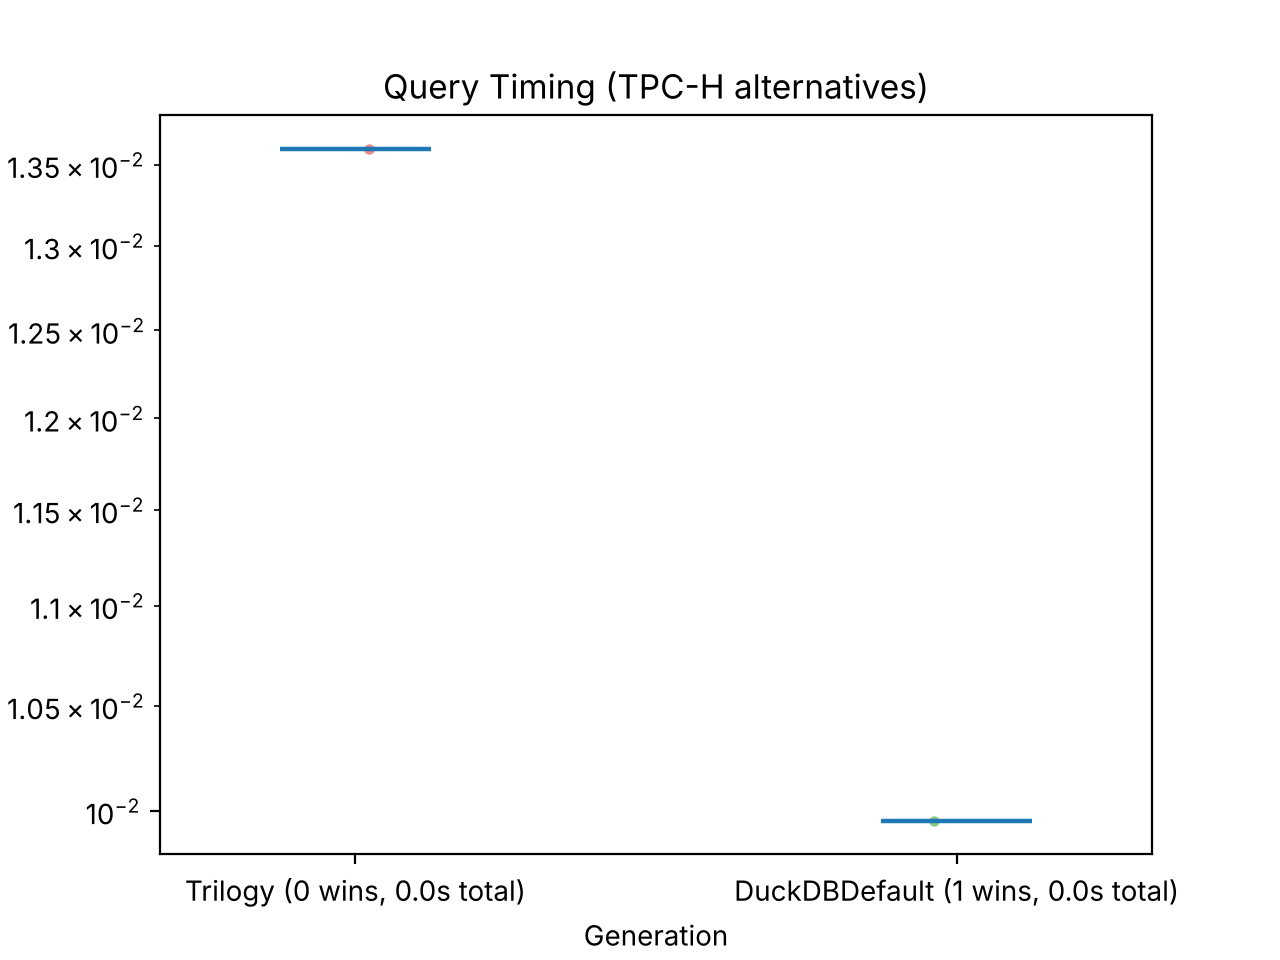 Query Timing (TPC-H alternatives)
1.35 × 10⁻²
1.3 × 10⁻²
1.25 × 10⁻²
1.2 × 10⁻²
1.15 × 10⁻²
1.1 × 10⁻²
1.05 × 10⁻²
10⁻²
Trilogy (0 wins, 0.0s total) DuckDBDefault (1 wins, 0.0s total)
Generation